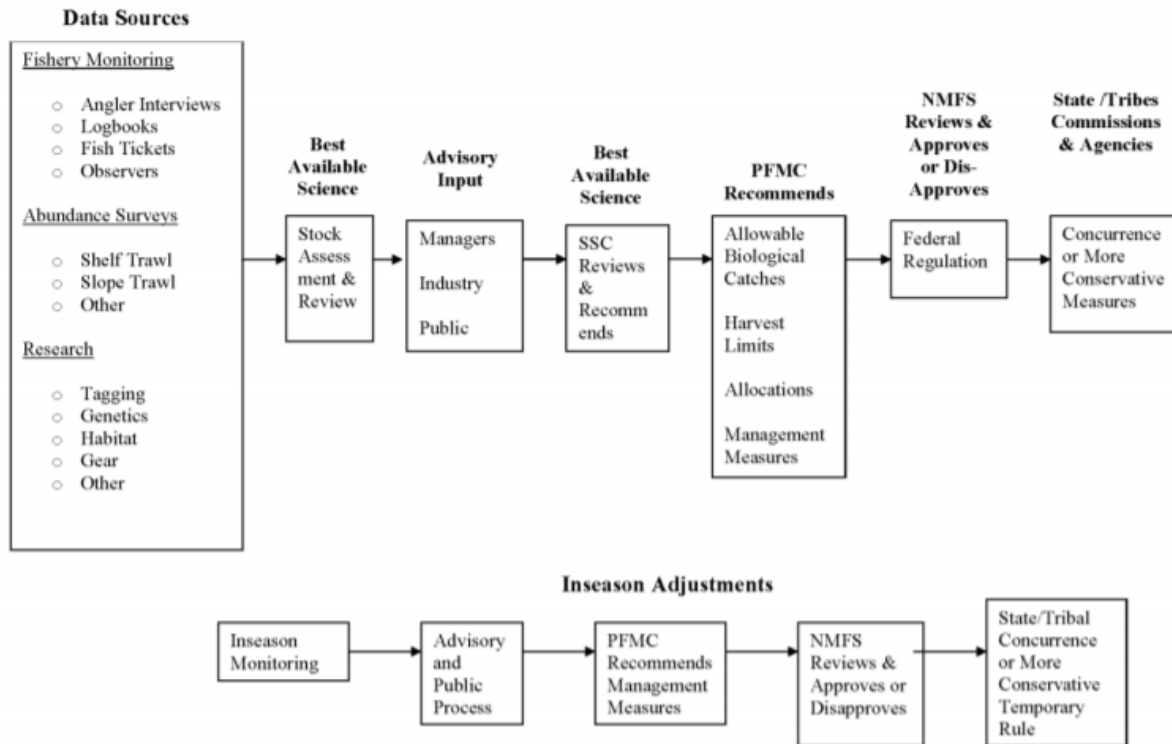 Data Sources
Fishery Monitoring
o Angler Interviews
o Logbooks
o Fish Tickets
o Observers
Abundance Surveys
o Shelf Trawl
o Slope Trawl
o Other
Research
o Tagging
o Genetics
o Habitat
o Gear
o Other
Best
Available
Science
Stock
Assess
ment &
Review
Advisory
Input
Managers
Industry
Public
Best
Available
Science
SSC
Reviews
&
Recomm
ends
PFMC
Recommends
Allowable
Biological
Catches
Harvest
Limits
Allocations
Management
Measures
NMFS
Reviews &
Approves
or Dis-
Approves
Federal
Regulation
State /Tribes
Commissions
& Agencies
Concurrence
or More
Conservative
Measures
Inseason Adjustments
Inseason
Monitoring
Advisory
and
Public
Process
PFMC
Recommends
Management
Measures
NMFS
Reviews &
Approves or
Disapproves
State/Tribal
Concurrence
or More
Conservative
Temporary
Rule